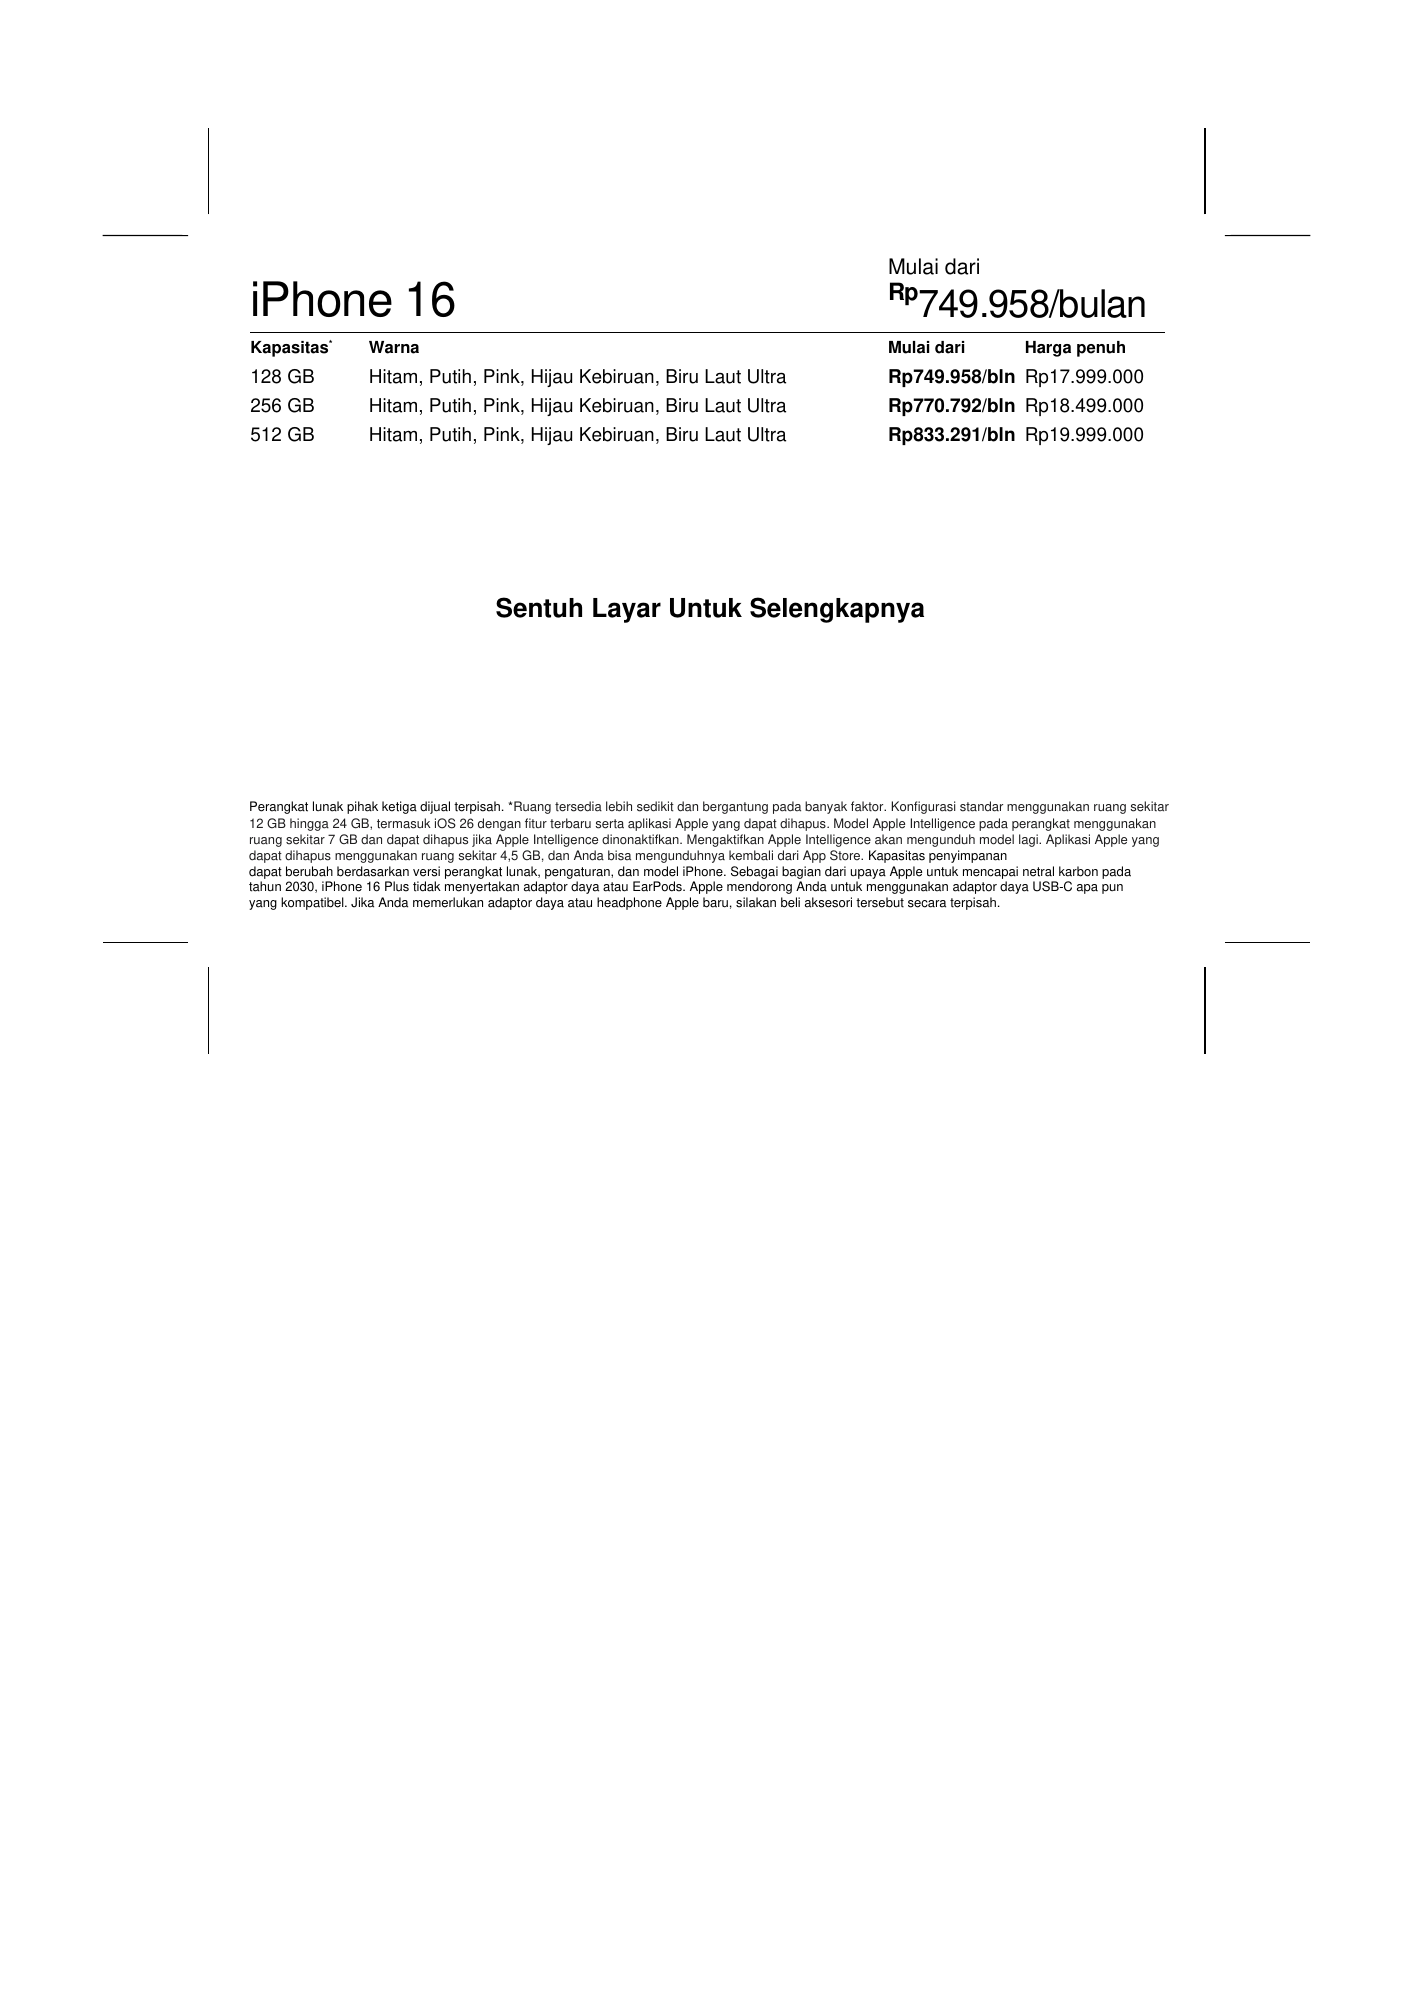 iPhone 16
Mulai dari
Rp749.958/bulan
Kapasitas* Warna Mulai dari Harga penuh
128 GB Hitam, Putih, Pink, Hijau Kebiruan, Biru Laut Ultra Rp749.958/bln Rp17.999.000
256 GB Hitam, Putih, Pink, Hijau Kebiruan, Biru Laut Ultra Rp770.792/bln Rp18.499.000
512 GB Hitam, Putih, Pink, Hijau Kebiruan, Biru Laut Ultra Rp833.291/bln Rp19.999.000
Sentuh Layar Untuk Selengkapnya
Perangkat lunak pihak ketiga dijual terpisah. *Ruang tersedia lebih sedikit dan bergantung pada banyak faktor. Konfigurasi standar menggunakan ruang sekitar
12 GB hingga 24 GB, termasuk iOS 26 dengan fitur terbaru serta aplikasi Apple yang dapat dihapus. Model Apple Intelligence pada perangkat menggunakan
ruang sekitar 7 GB dan dapat dihapus jika Apple Intelligence dinonaktifkan. Mengaktifkan Apple Intelligence akan mengunduh model lagi. Aplikasi Apple yang
dapat dihapus menggunakan ruang sekitar 4,5 GB, dan Anda bisa mengunduhnya kembali dari App Store. Kapasitas penyimpanan
dapat berubah berdasarkan versi perangkat lunak, pengaturan, dan model iPhone. Sebagai bagian dari upaya Apple untuk mencapai netral karbon pada
tahun 2030, iPhone 16 Plus tidak menyertakan adaptor daya atau EarPods. Apple mendorong Anda untuk menggunakan adaptor daya USB-C apa pun
yang kompatibel. Jika Anda memerlukan adaptor daya atau headphone Apple baru, silakan beli aksesori tersebut secara terpisah.